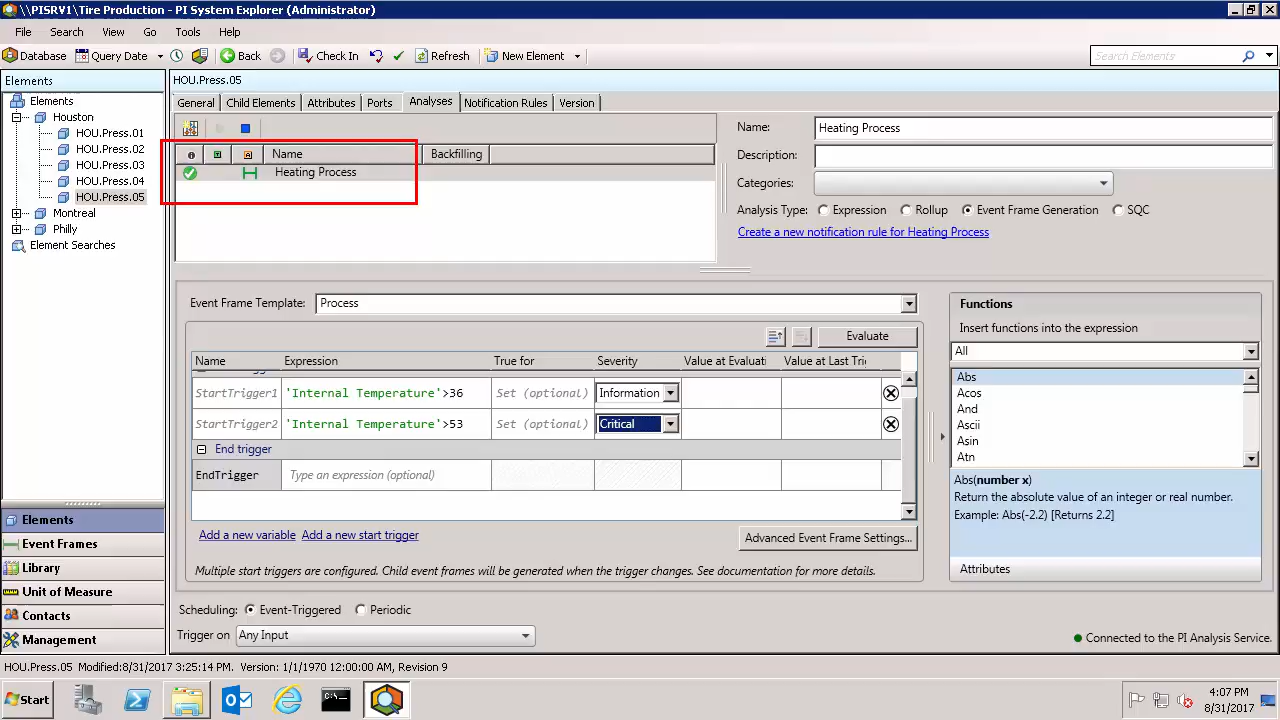 \\PISRV1\Tire Production - PI System Explorer (Administrator)
File Search View Go Tools Help
Database Query Date Back Check In Refresh New Element Search Elements
Elements
Elements
Houston
HOU.Press.01
HOU.Press.02
HOU.Press.03
HOU.Press.04
HOU.Press.05
Montreal
Philly
Element Searches
Elements
Event Frames
Library
Unit of Measure
Contacts
Management
HOU.Press.05
General Child Elements Attributes Ports Analyses Notification Rules Version
Name Backfilling
Heating Process
Name: Heating Process
Description:
Categories:
Analysis Type: Expression Rollup Event Frame Generation SQC
Create a new notification rule for Heating Process
Event Frame Template: Process
Evaluate
Name Expression True for Severity Value at Evaluati Value at Last Tri
StartTrigger1 'Internal Temperature'>36 Set (optional) Information
StartTrigger2 'Internal Temperature'>53 Set (optional) Critical
End trigger
EndTrigger Type an expression (optional)
Add a new variable Add a new start trigger
Advanced Event Frame Settings...
Multiple start triggers are configured. Child event frames will be generated when the trigger changes. See documentation for more details.
Scheduling: Event-Triggered Periodic
Trigger on Any Input
Functions
Insert functions into the expression
All
Abs
Acos
And
Ascii
Asin
Atn
Abs(number x)
Return the absolute value of an integer or real number.
Example: Abs(-2.2) [Returns 2.2]
Attributes
Connected to the PI Analysis Service.
HOU.Press.05 Modified:8/31/2017 3:25:14 PM. Version: 1/1/1970 12:00:00 AM, Revision 9
Start
4:07 PM
8/31/2017